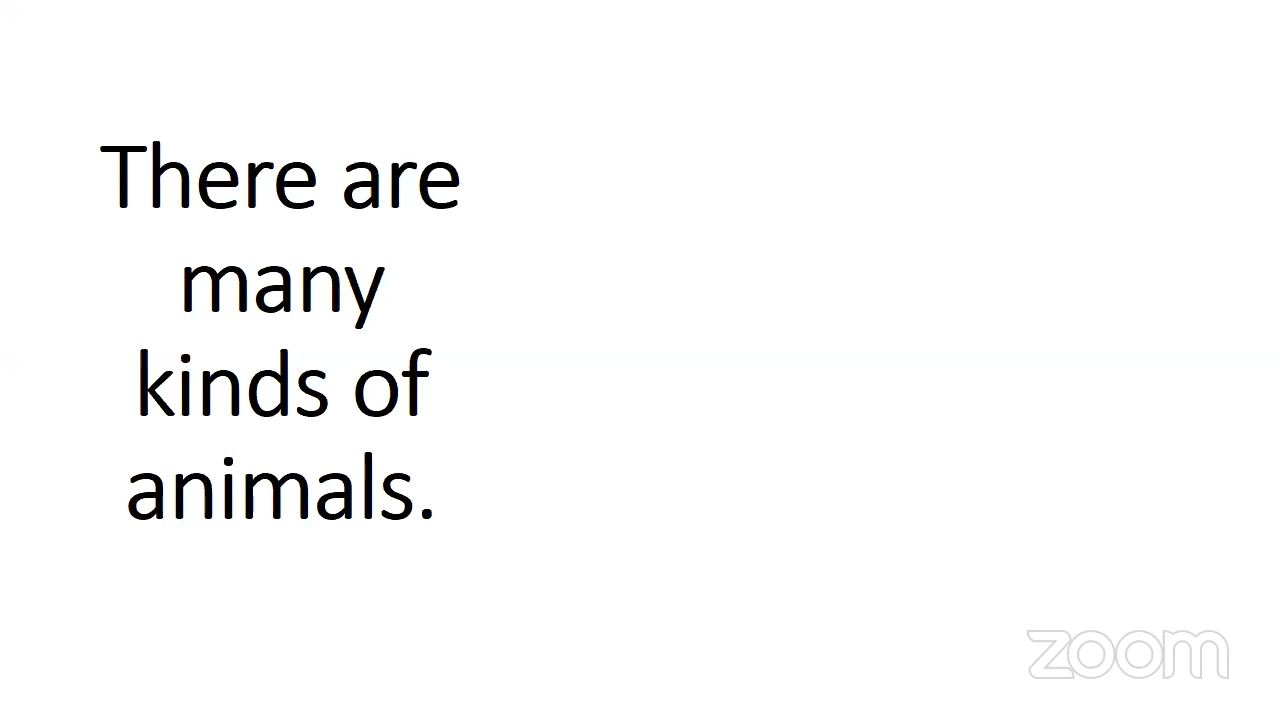 There are
many
kinds of
animals.
zoom